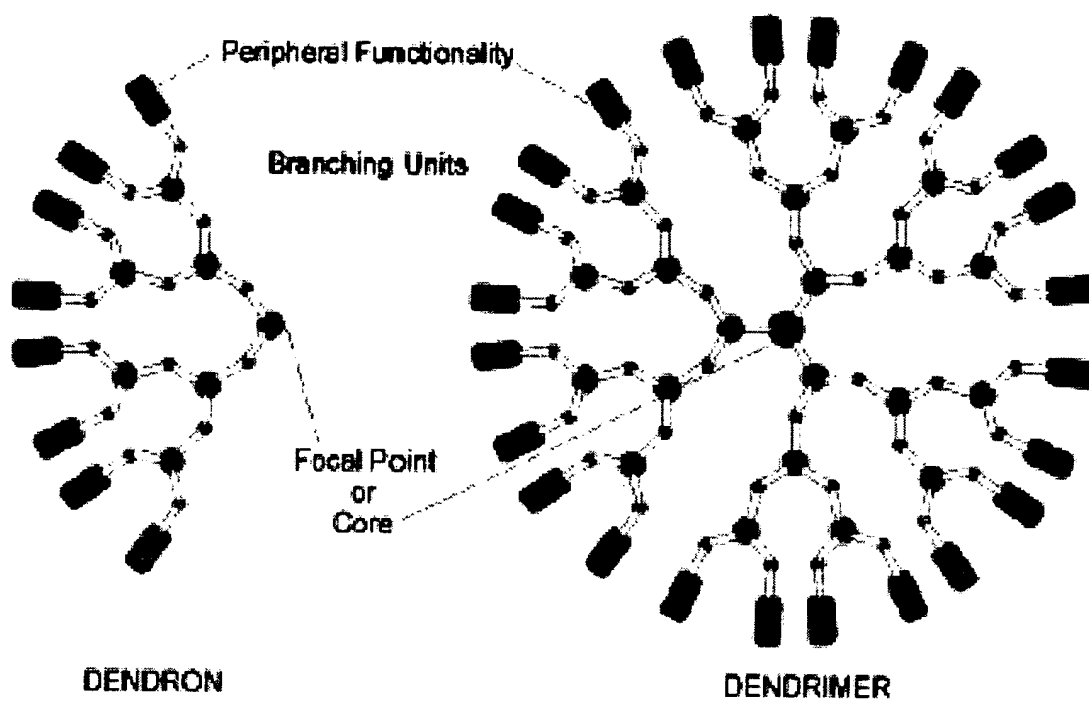 Peripheral Functionality
Branching Units
Focal Point
or
Core
DENDRON
DENDRIMER